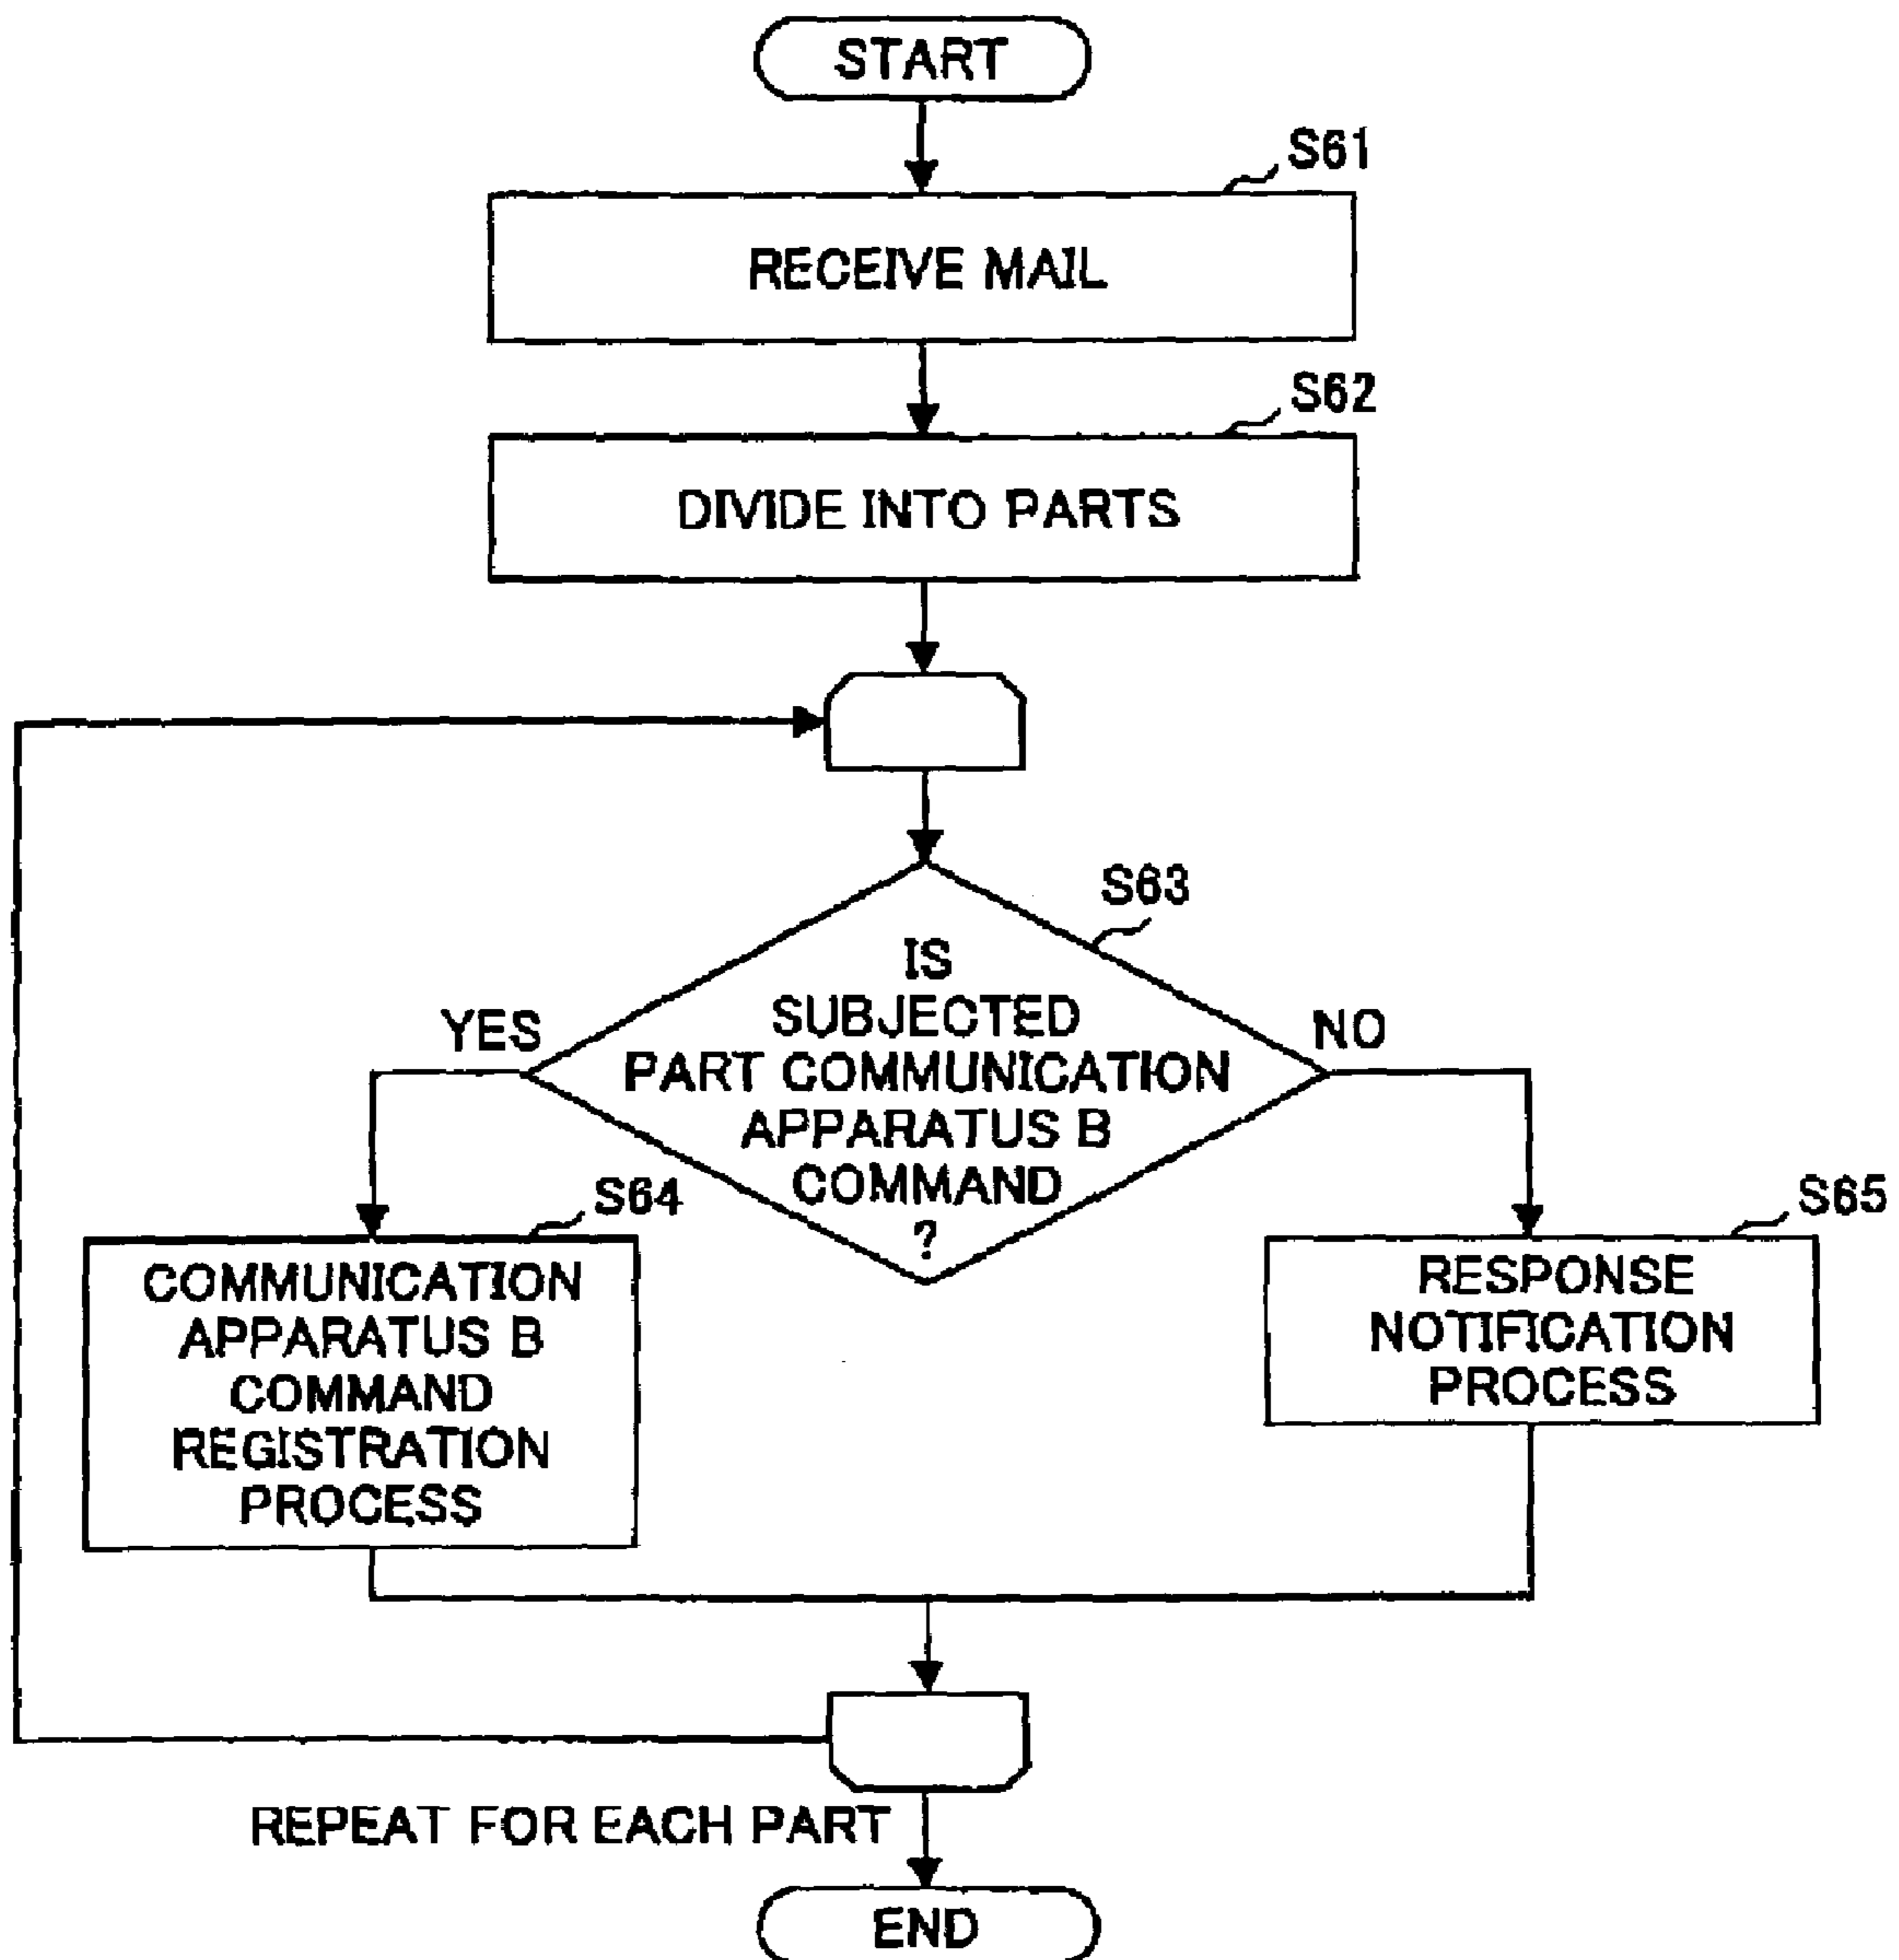 START
S61
RECEIVE MAIL
S62
DIVIDE INTO PARTS
S63
IS
SUBJECTED
PART COMMUNICATION
APPARATUS B
COMMAND
?
YES
NO
S64
COMMUNICATION
APPARATUS B
COMMAND
REGISTRATION
PROCESS
S65
RESPONSE
NOTIFICATION
PROCESS
REPEAT FOR EACH PART
END